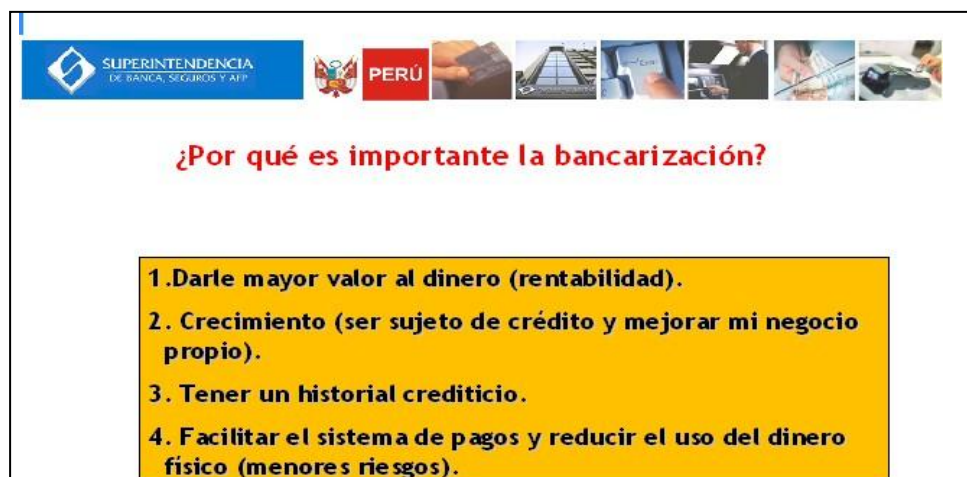 SUPERINTENDENCIA
DE BANCA, SEGUROS Y AFP
PERÚ
¿Por qué es importante la bancarización?
1.Darle mayor valor al dinero (rentabilidad).
2. Crecimiento (ser sujeto de crédito y mejorar mi negocio
propio).
3. Tener un historial crediticio.
4. Facilitar el sistema de pagos y reducir el uso del dinero
físico (menores riesgos).